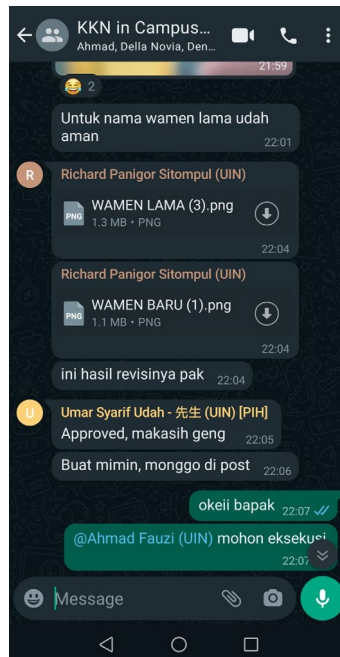 KKN in Campus...
Ahmad, Della Novia, Den...
21:59
😂 2
Untuk nama wamen lama udah
aman
22:01
R
Richard Panigor Sitompul (UIN)
PNG
WAMEN LAMA (3).png
1.3 MB • PNG
22:04
Richard Panigor Sitompul (UIN)
PNG
WAMEN BARU (1).png
1.1 MB • PNG
22:04
ini hasil revisinya pak 22:04
U
Umar Syarif Udah - 先生 (UIN) [PIH]
Approved, makasih geng 22:05
Buat mimin, monggo di post 22:06
okeii bapak 22:07
@Ahmad Fauzi (UIN) mohon eksekusi
22:07
Message